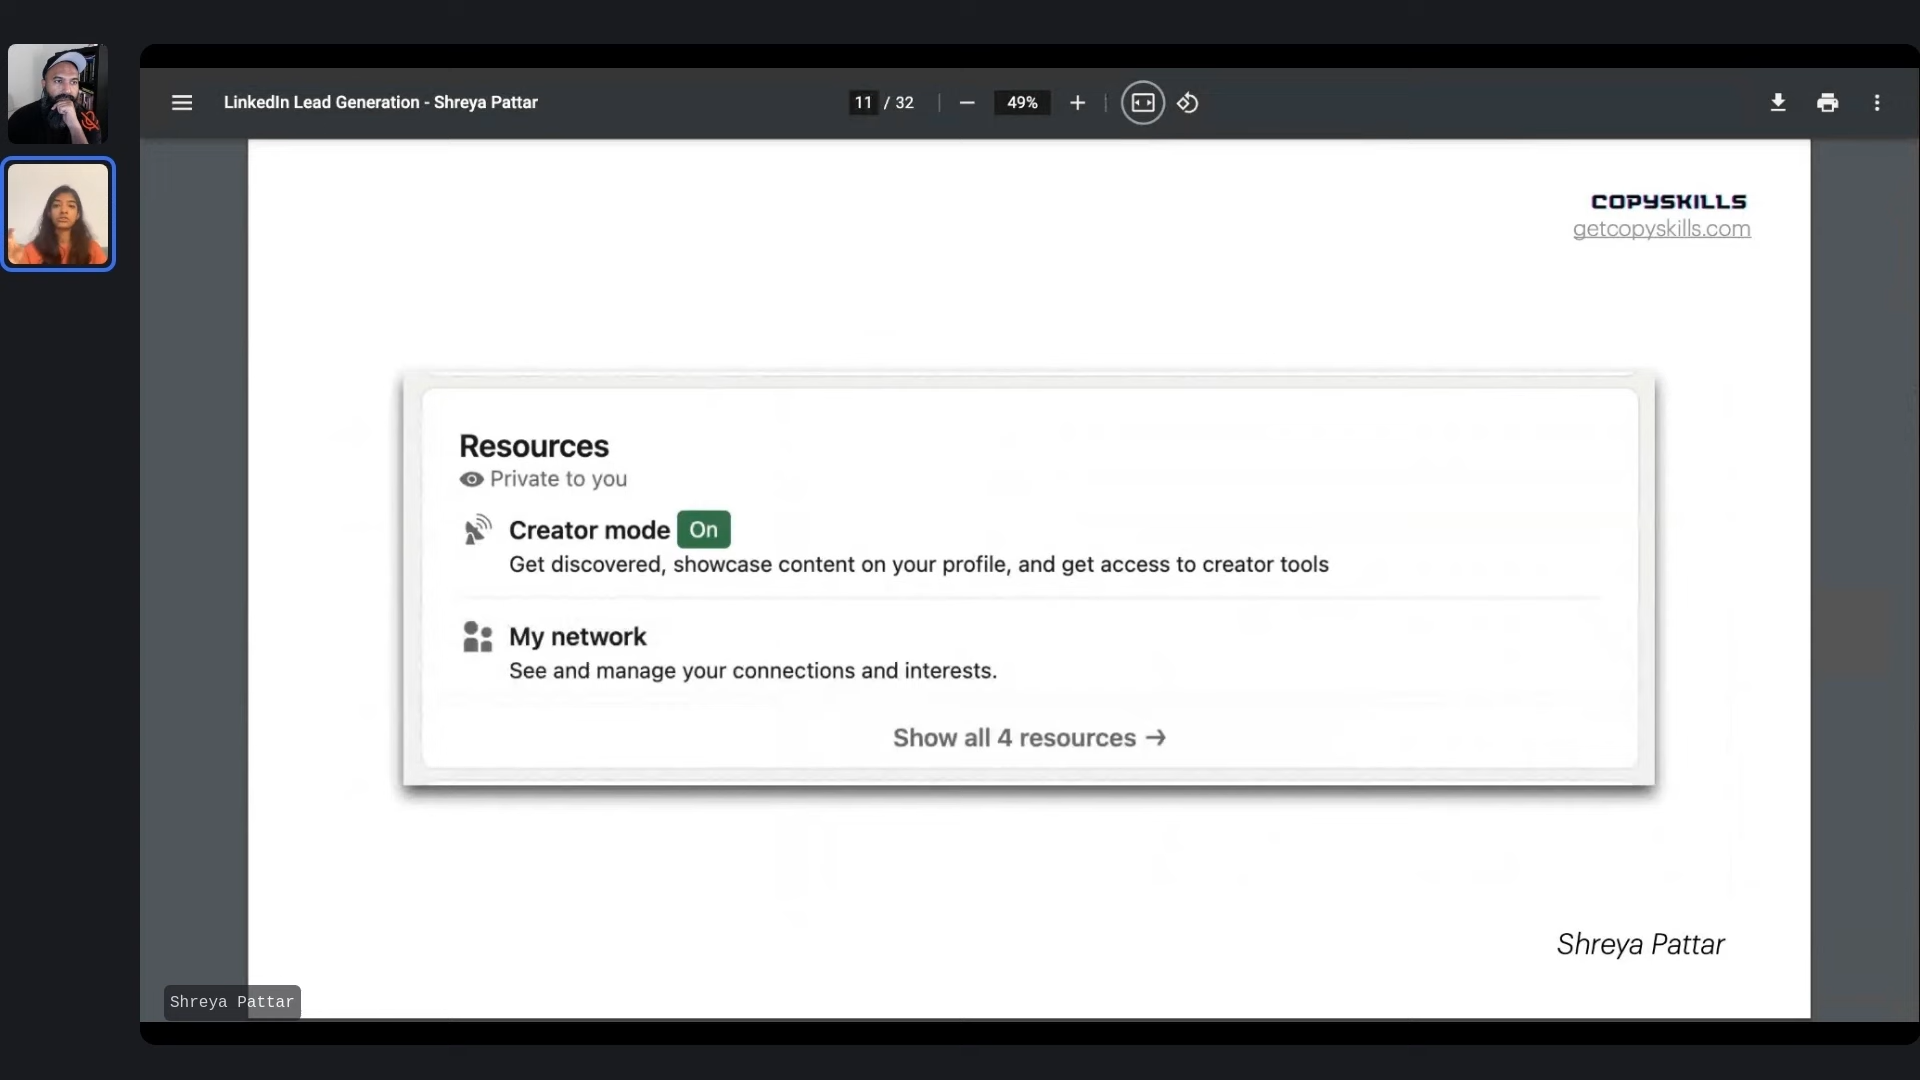 LinkedIn Lead Generation - Shreya Pattar
11 / 32
49%
COPYSKILLS
getcopyskills.com
Resources
Private to you
Creator mode On
Get discovered, showcase content on your profile, and get access to creator tools
My network
See and manage your connections and interests.
Show all 4 resources →
Shreya Pattar
Shreya Pattar